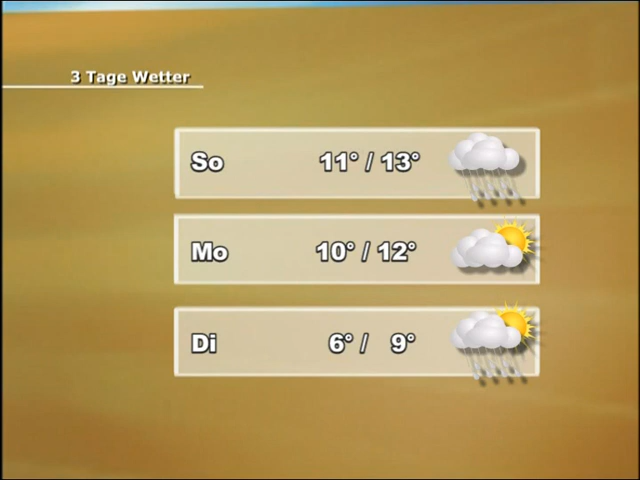 3 Tage Wetter
So 11° / 13°
Mo 10° / 12°
Di 6° / 9°